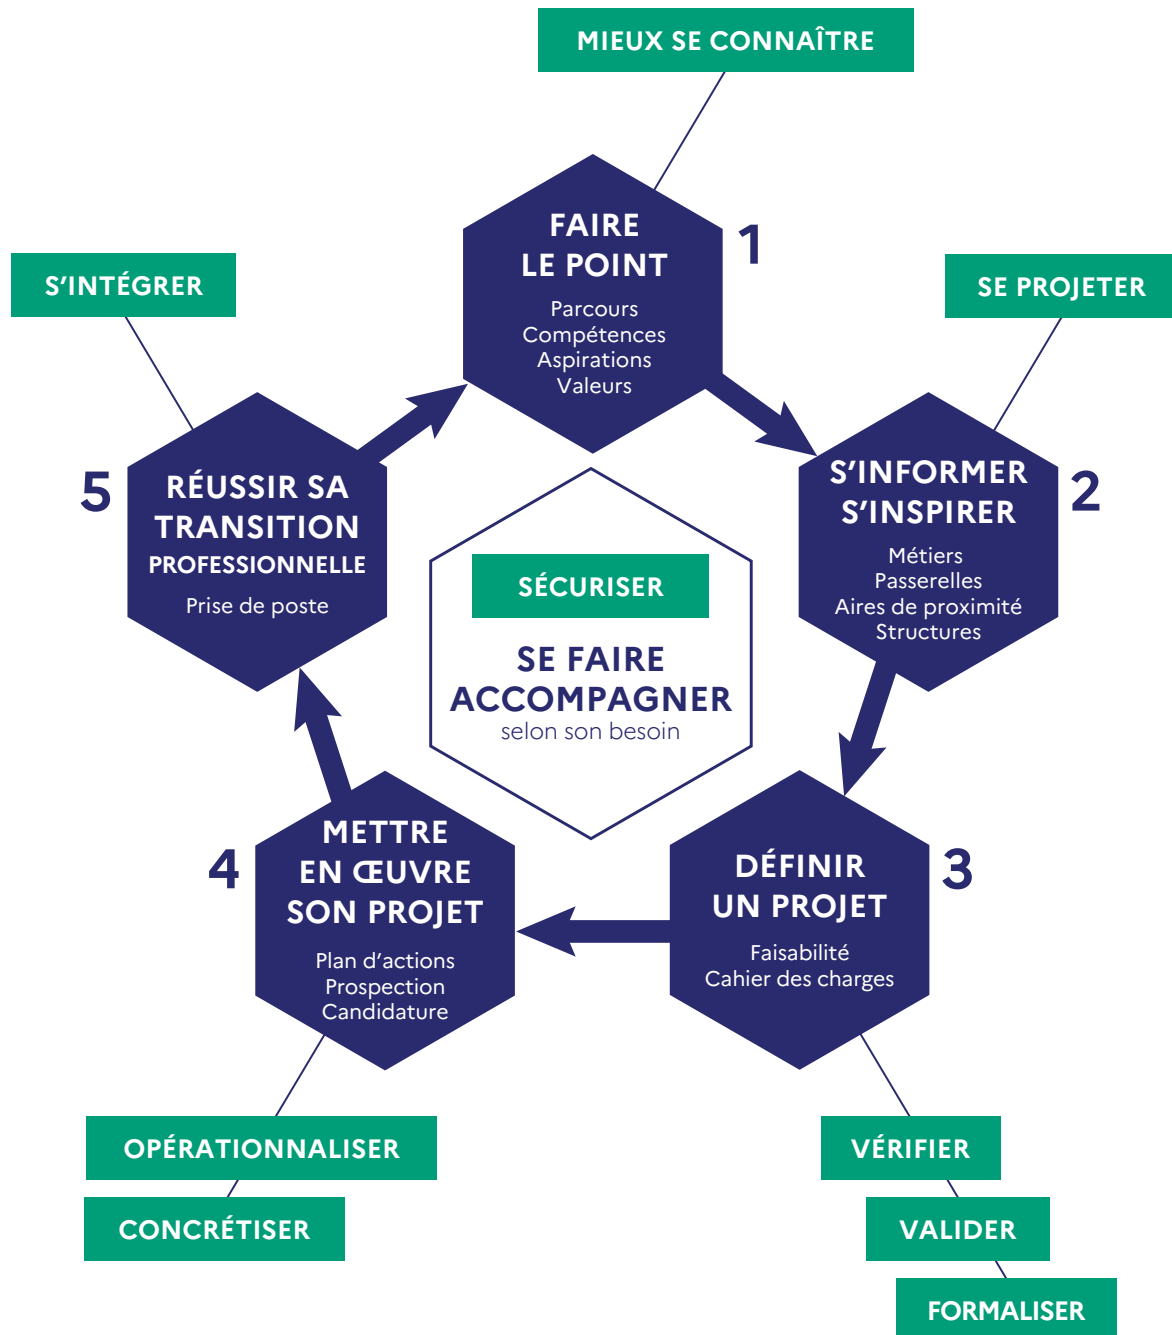 MIEUX SE CONNAÎTRE
1
FAIRE
LE POINT
Parcours
Compétences
Aspirations
Valeurs
SE PROJETER
2
S'INFORMER
S'INSPIRER
Métiers
Passerelles
Aires de proximité
Structures
3
DÉFINIR
UN PROJET
Faisabilité
Cahier des charges
VÉRIFIER
VALIDER
FORMALISER
4
METTRE
EN ŒUVRE
SON PROJET
Plan d'actions
Prospection
Candidature
OPÉRATIONNALISER
CONCRÉTISER
S'INTÉGRER
5
RÉUSSIR SA
TRANSITION
PROFESSIONNELLE
Prise de poste
SÉCURISER
SE FAIRE
ACCOMPAGNER
selon son besoin